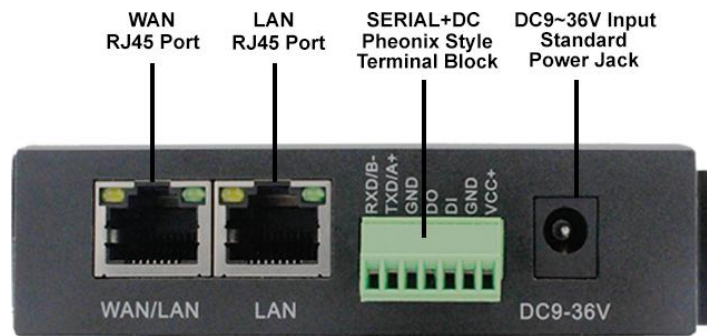 WAN
RJ45 Port
LAN
RJ45 Port
SERIAL+DC
Pheonix Style
Terminal Block
DC9~36V Input
Standard
Power Jack
RXD/B-
TXD/A+
GND
DO
DI
GND
VCC+
WAN/LAN
LAN
DC9-36V